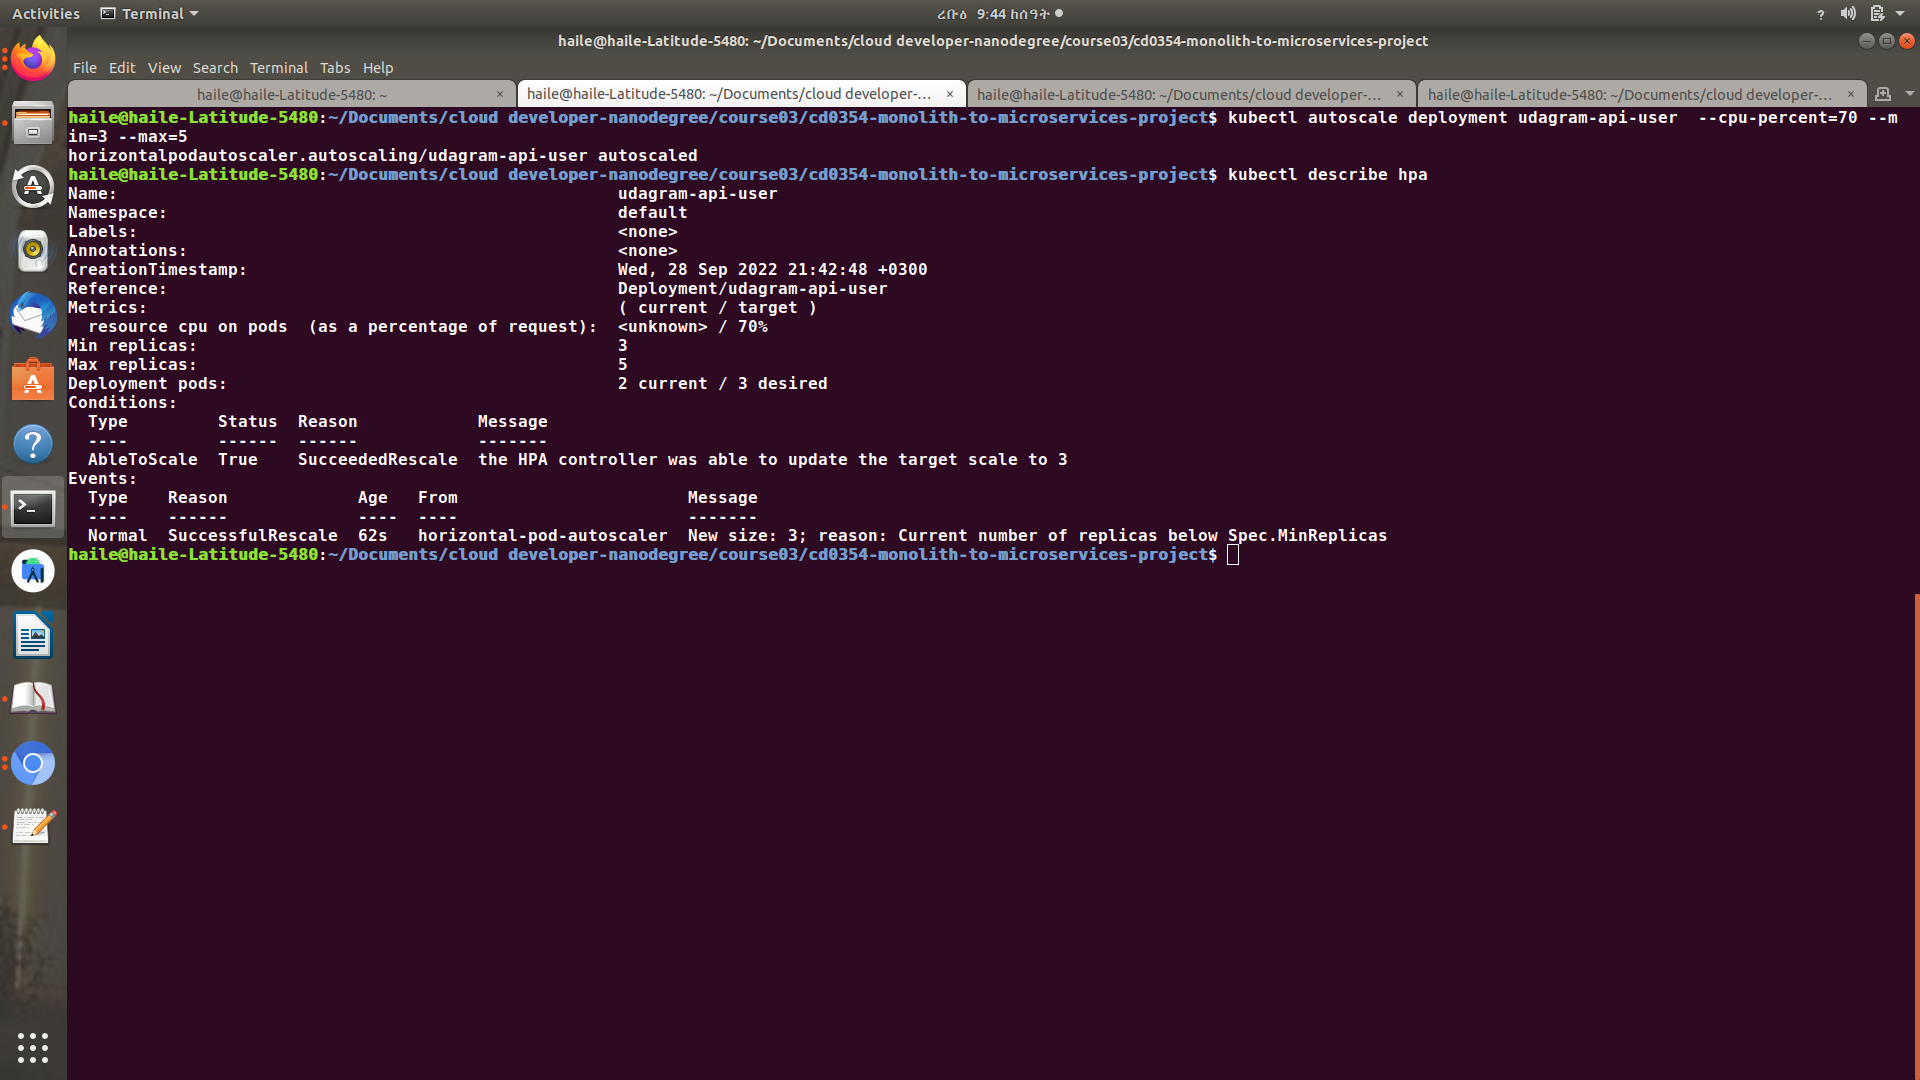 Activities Terminal ረቡዕ 9:44 ከሰዓት ?
haile@haile-Latitude-5480: ~/Documents/cloud developer-nanodegree/course03/cd0354-monolith-to-microservices-project
File Edit View Search Terminal Tabs Help
haile@haile-Latitude-5480: ~ × haile@haile-Latitude-5480: ~/Documents/cloud developer-... × haile@haile-Latitude-5480: ~/Documents/cloud developer-... × haile@haile-Latitude-5480: ~/Documents/cloud developer-... ×
haile@haile-Latitude-5480:~/Documents/cloud developer-nanodegree/course03/cd0354-monolith-to-microservices-project$ kubectl autoscale deployment udagram-api-user  --cpu-percent=70 --m
in=3 --max=5
horizontalpodautoscaler.autoscaling/udagram-api-user autoscaled
haile@haile-Latitude-5480:~/Documents/cloud developer-nanodegree/course03/cd0354-monolith-to-microservices-project$ kubectl describe hpa
Name:                                                  udagram-api-user
Namespace:                                             default
Labels:                                                <none>
Annotations:                                           <none>
CreationTimestamp:                                     Wed, 28 Sep 2022 21:42:48 +0300
Reference:                                             Deployment/udagram-api-user
Metrics:                                               ( current / target )
  resource cpu on pods  (as a percentage of request):  <unknown> / 70%
Min replicas:                                          3
Max replicas:                                          5
Deployment pods:                                       2 current / 3 desired
Conditions:
  Type         Status  Reason            Message
  ----         ------  ------            -------
  AbleToScale  True    SucceededRescale  the HPA controller was able to update the target scale to 3
Events:
  Type    Reason             Age   From                       Message
  ----    ------             ----  ----                       -------
  Normal  SuccessfulRescale  62s   horizontal-pod-autoscaler  New size: 3; reason: Current number of replicas below Spec.MinReplicas
haile@haile-Latitude-5480:~/Documents/cloud developer-nanodegree/course03/cd0354-monolith-to-microservices-project$